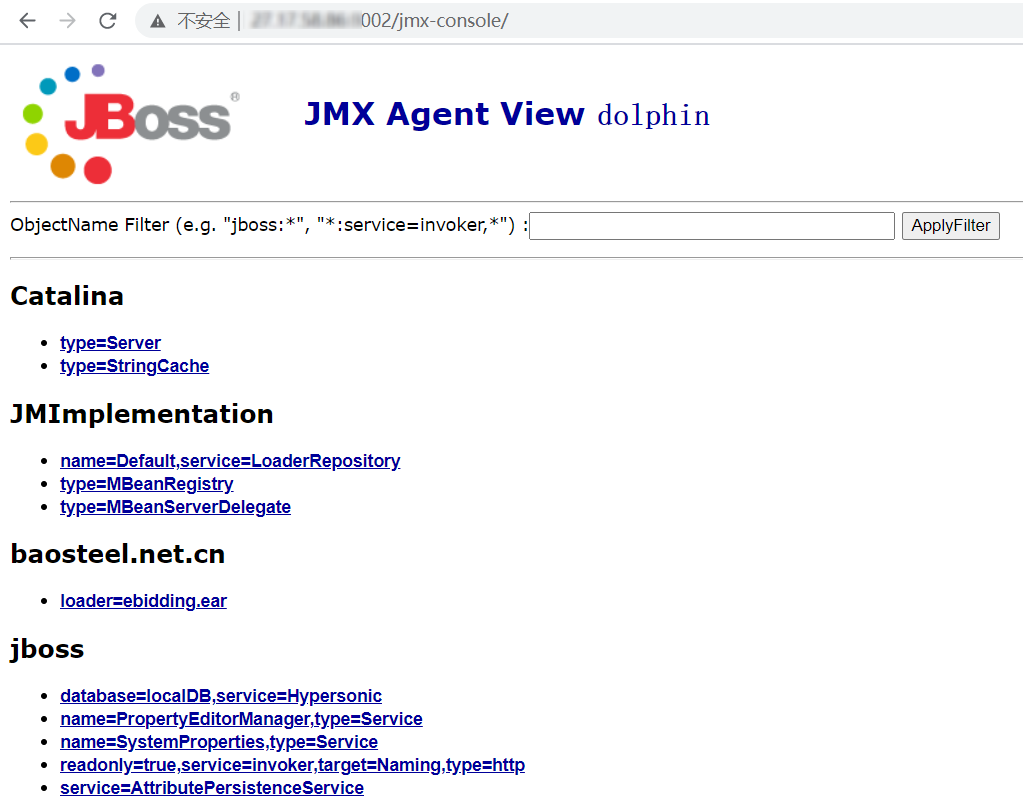 不安全 | 002/jmx-console/
JBoss®
JMX Agent View dolphin
ObjectName Filter (e.g. "jboss:*", "*:service=invoker,*") : ApplyFilter
Catalina
type=Server
type=StringCache
JMImplementation
name=Default,service=LoaderRepository
type=MBeanRegistry
type=MBeanServerDelegate
baosteel.net.cn
loader=ebidding.ear
jboss
database=localDB,service=Hypersonic
name=PropertyEditorManager,type=Service
name=SystemProperties,type=Service
readonly=true,service=invoker,target=Naming,type=http
service=AttributePersistenceService